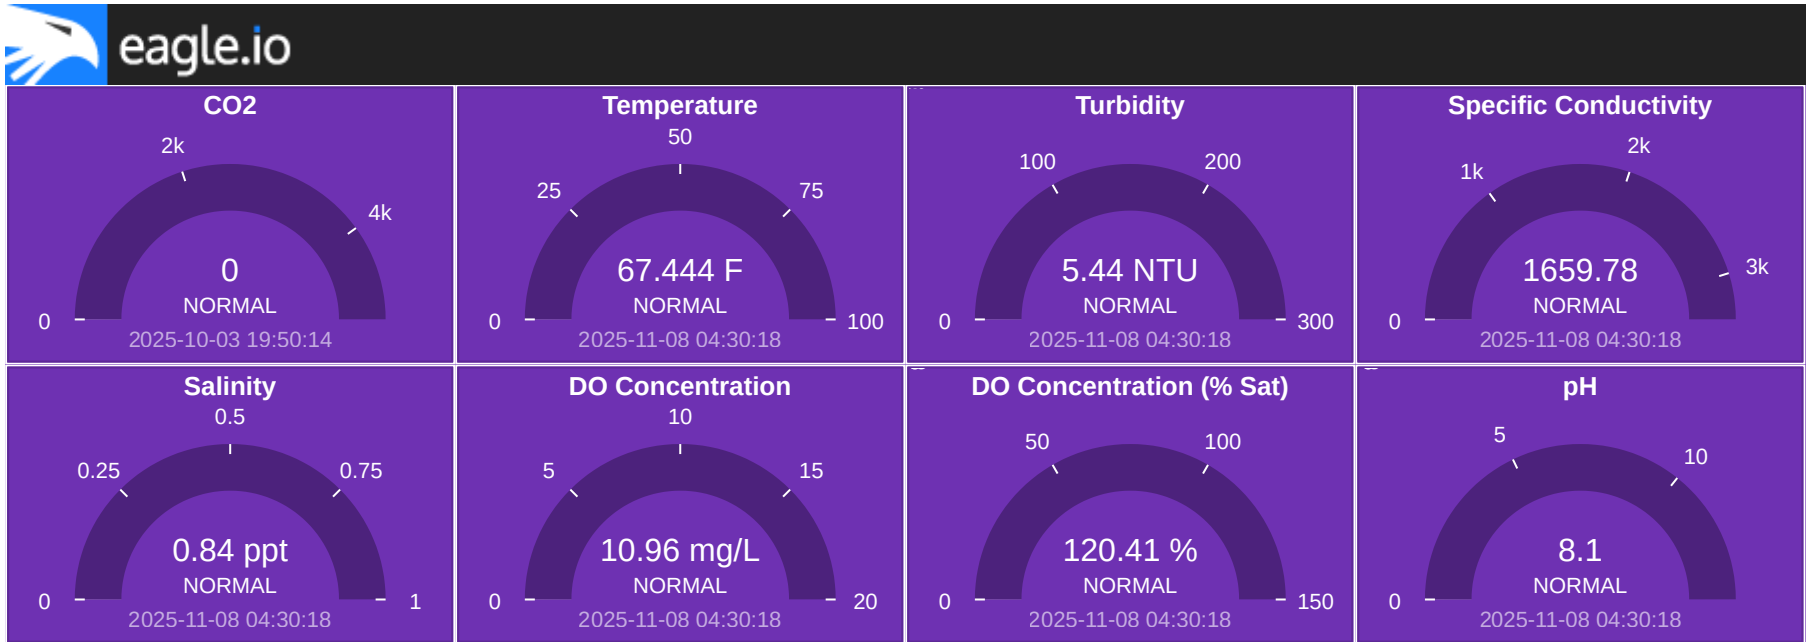 eagle.io
CO2
2k
4k
0
0
NORMAL
2025-10-03 19:50:14
Temperature
50
25
75
67.444 F
NORMAL
0
100
2025-11-08 04:30:18
Turbidity
100
200
5.44 NTU
NORMAL
0
300
2025-11-08 04:30:18
Specific Conductivity
2k
1k
3k
1659.78
NORMAL
0
2025-11-08 04:30:18
Salinity
0.5
0.25
0.75
0.84 ppt
NORMAL
0
1
2025-11-08 04:30:18
DO Concentration
10
5
15
10.96 mg/L
NORMAL
0
20
2025-11-08 04:30:18
DO Concentration (% Sat)
50
100
120.41 %
NORMAL
0
150
2025-11-08 04:30:18
pH
5
10
8.1
NORMAL
0
2025-11-08 04:30:18